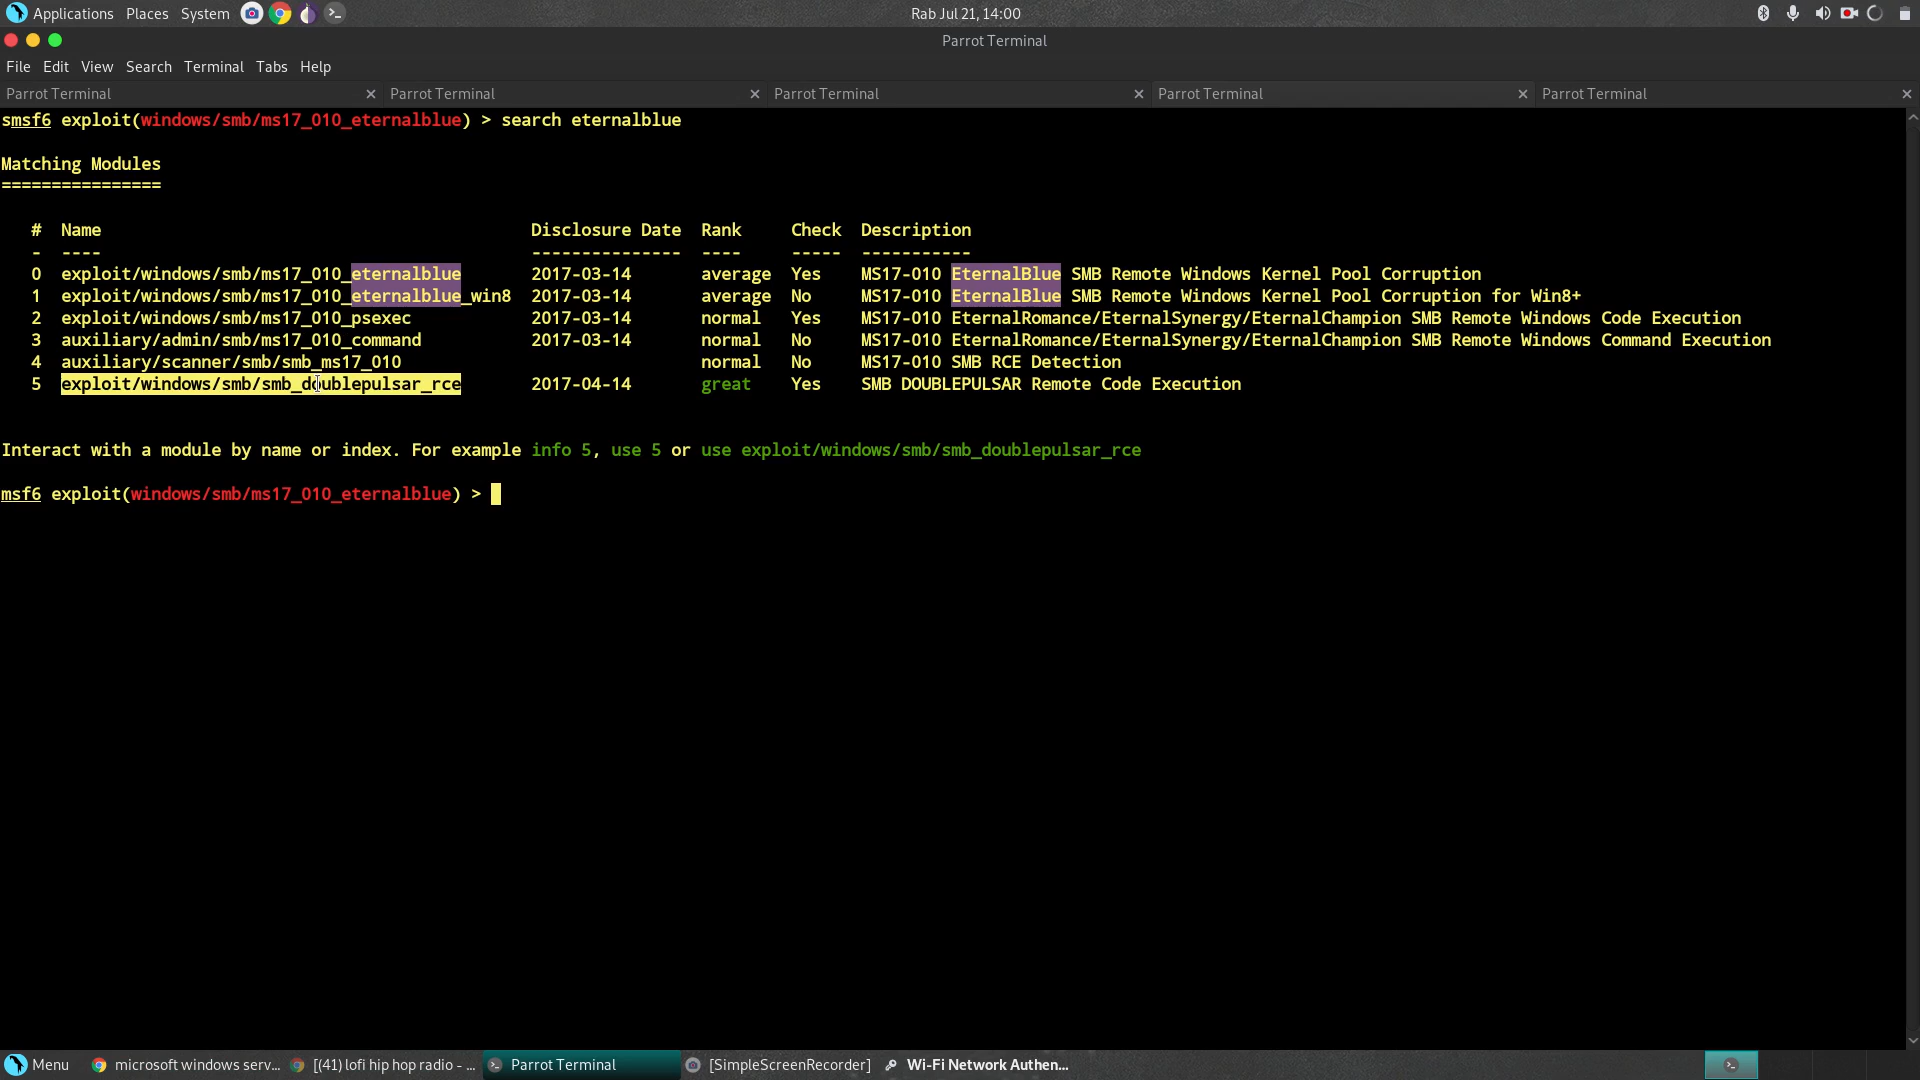 Applications Places System Rab Jul 21, 14:00
Parrot Terminal
File Edit View Search Terminal Tabs Help
Parrot Terminal Parrot Terminal Parrot Terminal Parrot Terminal Parrot Terminal
smsf6 exploit(windows/smb/ms17_010_eternalblue) > search eternalblue
Matching Modules
================
# Name Disclosure Date Rank Check Description
- ---- --------------- ---- ----- -----------
0 exploit/windows/smb/ms17_010_eternalblue 2017-03-14 average Yes MS17-010 EternalBlue SMB Remote Windows Kernel Pool Corruption
1 exploit/windows/smb/ms17_010_eternalblue_win8 2017-03-14 average No MS17-010 EternalBlue SMB Remote Windows Kernel Pool Corruption for Win8+
2 exploit/windows/smb/ms17_010_psexec 2017-03-14 normal Yes MS17-010 EternalRomance/EternalSynergy/EternalChampion SMB Remote Windows Code Execution
3 auxiliary/admin/smb/ms17_010_command 2017-03-14 normal No MS17-010 EternalRomance/EternalSynergy/EternalChampion SMB Remote Windows Command Execution
4 auxiliary/scanner/smb/smb_ms17_010 normal No MS17-010 SMB RCE Detection
5 exploit/windows/smb/smb_doublepulsar_rce 2017-04-14 great Yes SMB DOUBLEPULSAR Remote Code Execution
Interact with a module by name or index. For example info 5, use 5 or use exploit/windows/smb/smb_doublepulsar_rce
msf6 exploit(windows/smb/ms17_010_eternalblue) >
Menu microsoft windows serv... [(41) lofi hip hop radio - ... Parrot Terminal [SimpleScreenRecorder] Wi-Fi Network Authen...